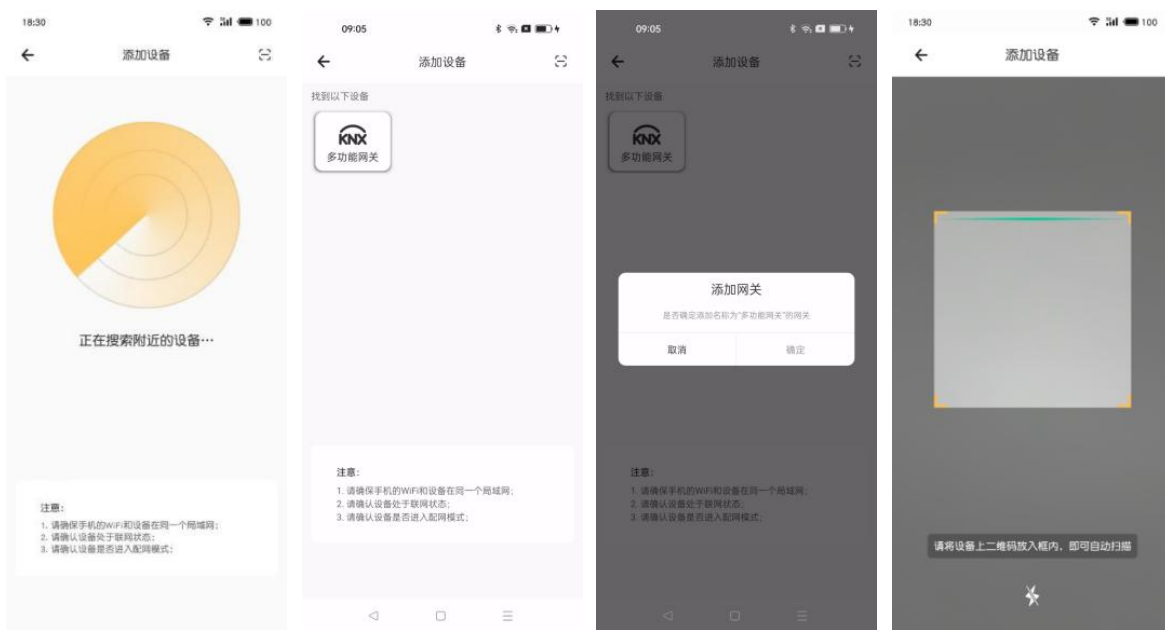 18:30
100
添加设备
正在搜索附近的设备…
注意：
1. 请确保手机的WiFi和设备在同一个局域网；
2. 请确认设备处于联网状态；
3. 请确认设备是否进入配网模式；
09:05
添加设备
找到以下设备
KNX
多功能网关
注意：
1. 请确保手机的WiFi和设备在同一个局域网；
2. 请确认设备处于联网状态；
3. 请确认设备是否进入配网模式；
09:05
添加设备
找到以下设备
KNX
多功能网关
添加网关
是否确定添加名称为“多功能网关”的网关
取消
确定
注意：
1. 请确保手机的WiFi和设备在同一个局域网；
2. 请确认设备处于联网状态；
3. 请确认设备是否进入配网模式；
18:30
100
添加设备
请将设备上二维码放入框内，即可自动扫描